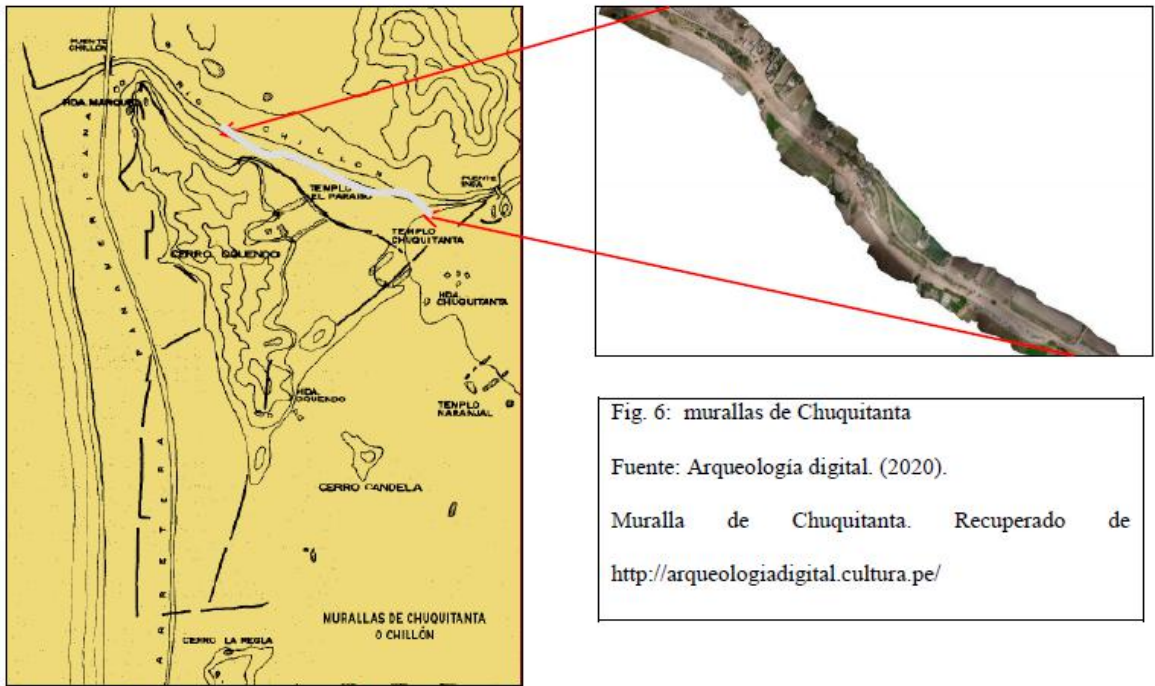 PUENTE
CHILLÓN
HDA. MARQUEZ
RIO CHILLON
PUENTE
INGA
TEMPLO
EL PARAISO
TEMPLO
CHUQUITANTA
CERRO OQUENDO
HDA.
CHUQUITANTA
PANAMERICANA
HDA.
OQUENDO
TEMPLO
NARANJAL
CERRO CANDELA
CARRETERA
MURALLAS DE CHUQUITANTA
O CHILLÓN
CERRO LA REGLA
Fig. 6: murallas de Chuquitanta
Fuente: Arqueología digital. (2020).
Muralla de Chuquitanta. Recuperado de
http://arqueologiadigital.cultura.pe/